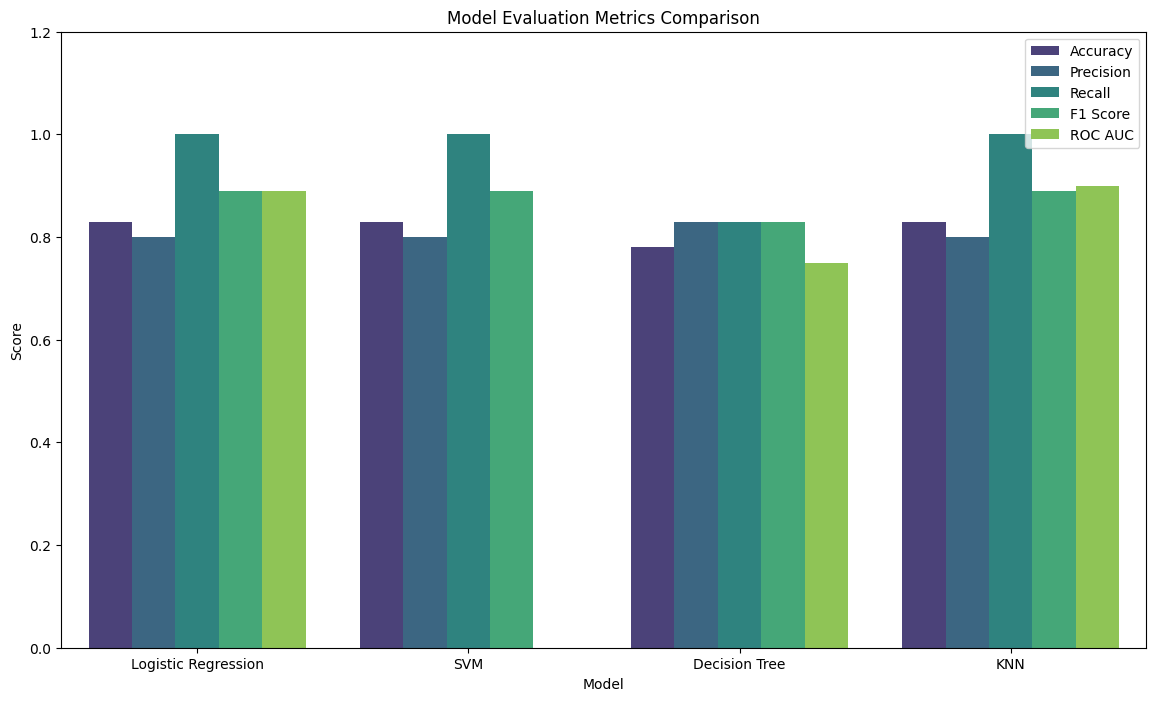 Model Evaluation Metrics Comparison
1.2
1.0
0.8
0.6
0.4
0.2
0.0
Score
Accuracy
Precision
Recall
F1 Score
ROC AUC
Logistic Regression
SVM
Decision Tree
KNN
Model